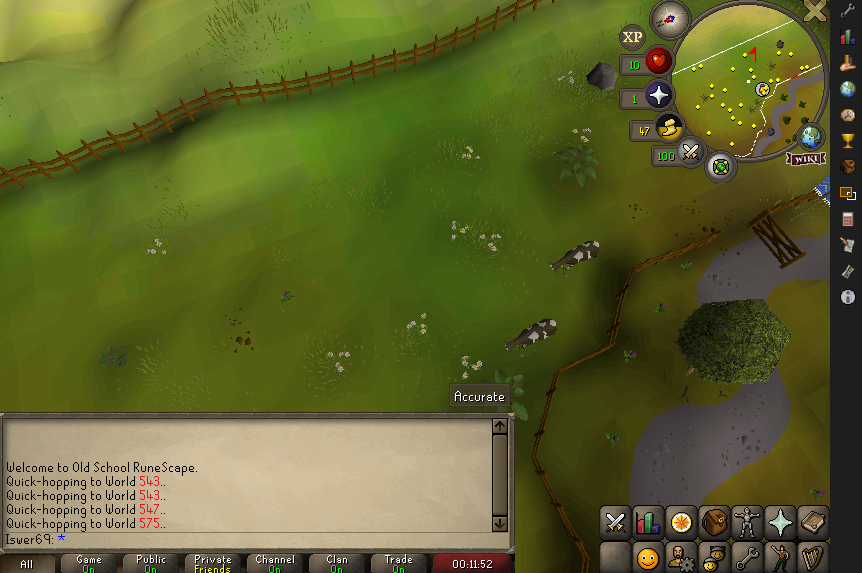 XP
10
1
47
100
WIKI
Accurate
Welcome to Old School RuneScape.
Quick-hopping to World 543..
Quick-hopping to World 543..
Quick-hopping to World 547..
Quick-hopping to World 575..
Iswer69: *
All
Game
On
Public
On
Private
Friends
Channel
On
Clan
On
Trade
On
00:11:52